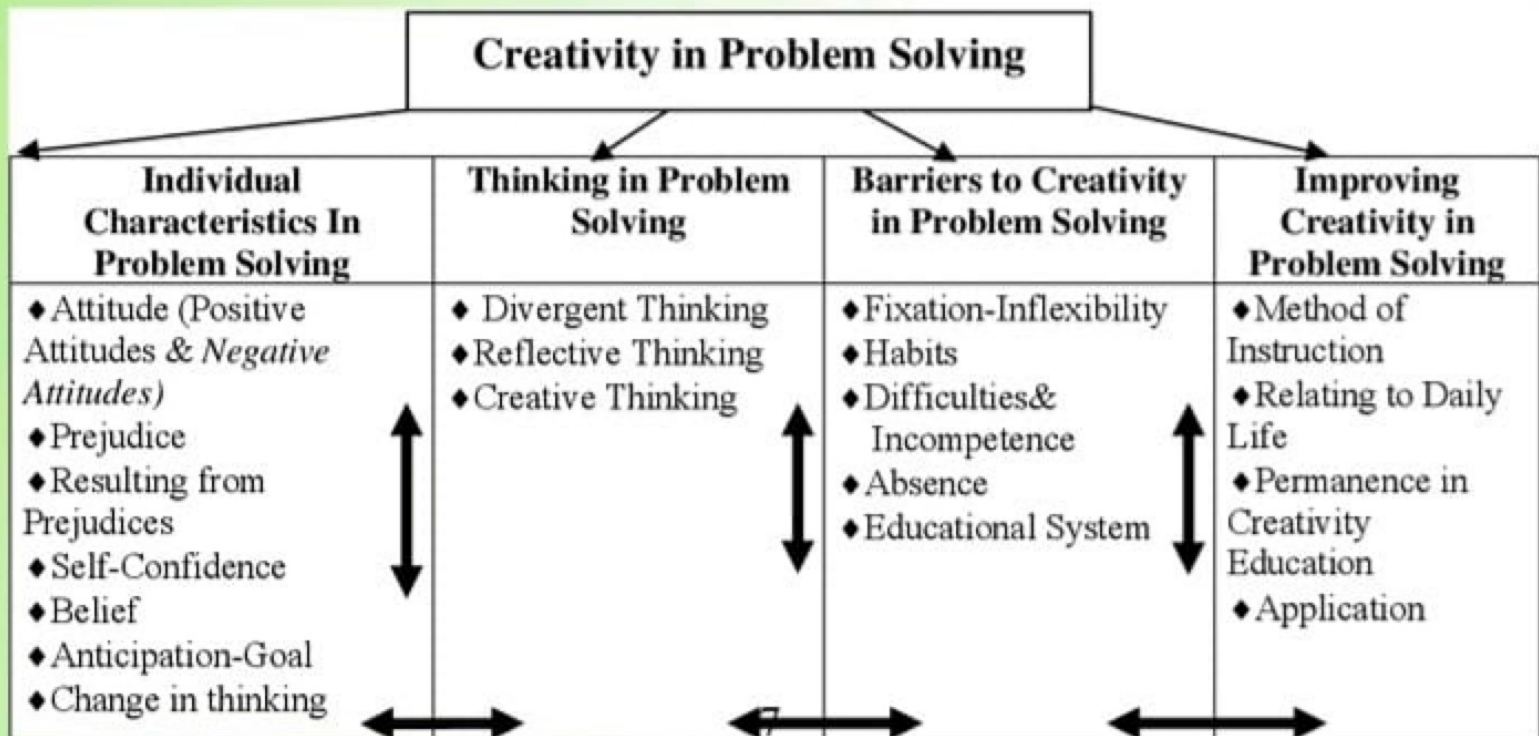 Creativity in Problem Solving
Individual
Characteristics In
Problem Solving
◆Attitude (Positive
Attitudes & Negative
Attitudes)
◆Prejudice
◆Resulting from
Prejudices
◆Self-Confidence
◆Belief
◆Anticipation-Goal
◆Change in thinking
Thinking in Problem
Solving
◆ Divergent Thinking
◆Reflective Thinking
◆Creative Thinking
Barriers to Creativity
in Problem Solving
◆Fixation-Inflexibility
◆Habits
◆Difficulties&
Incompetence
◆Absence
◆Educational System
Improving
Creativity in
Problem Solving
◆Method of
Instruction
◆Relating to Daily
Life
◆Permanence in
Creativity
Education
◆Application
7